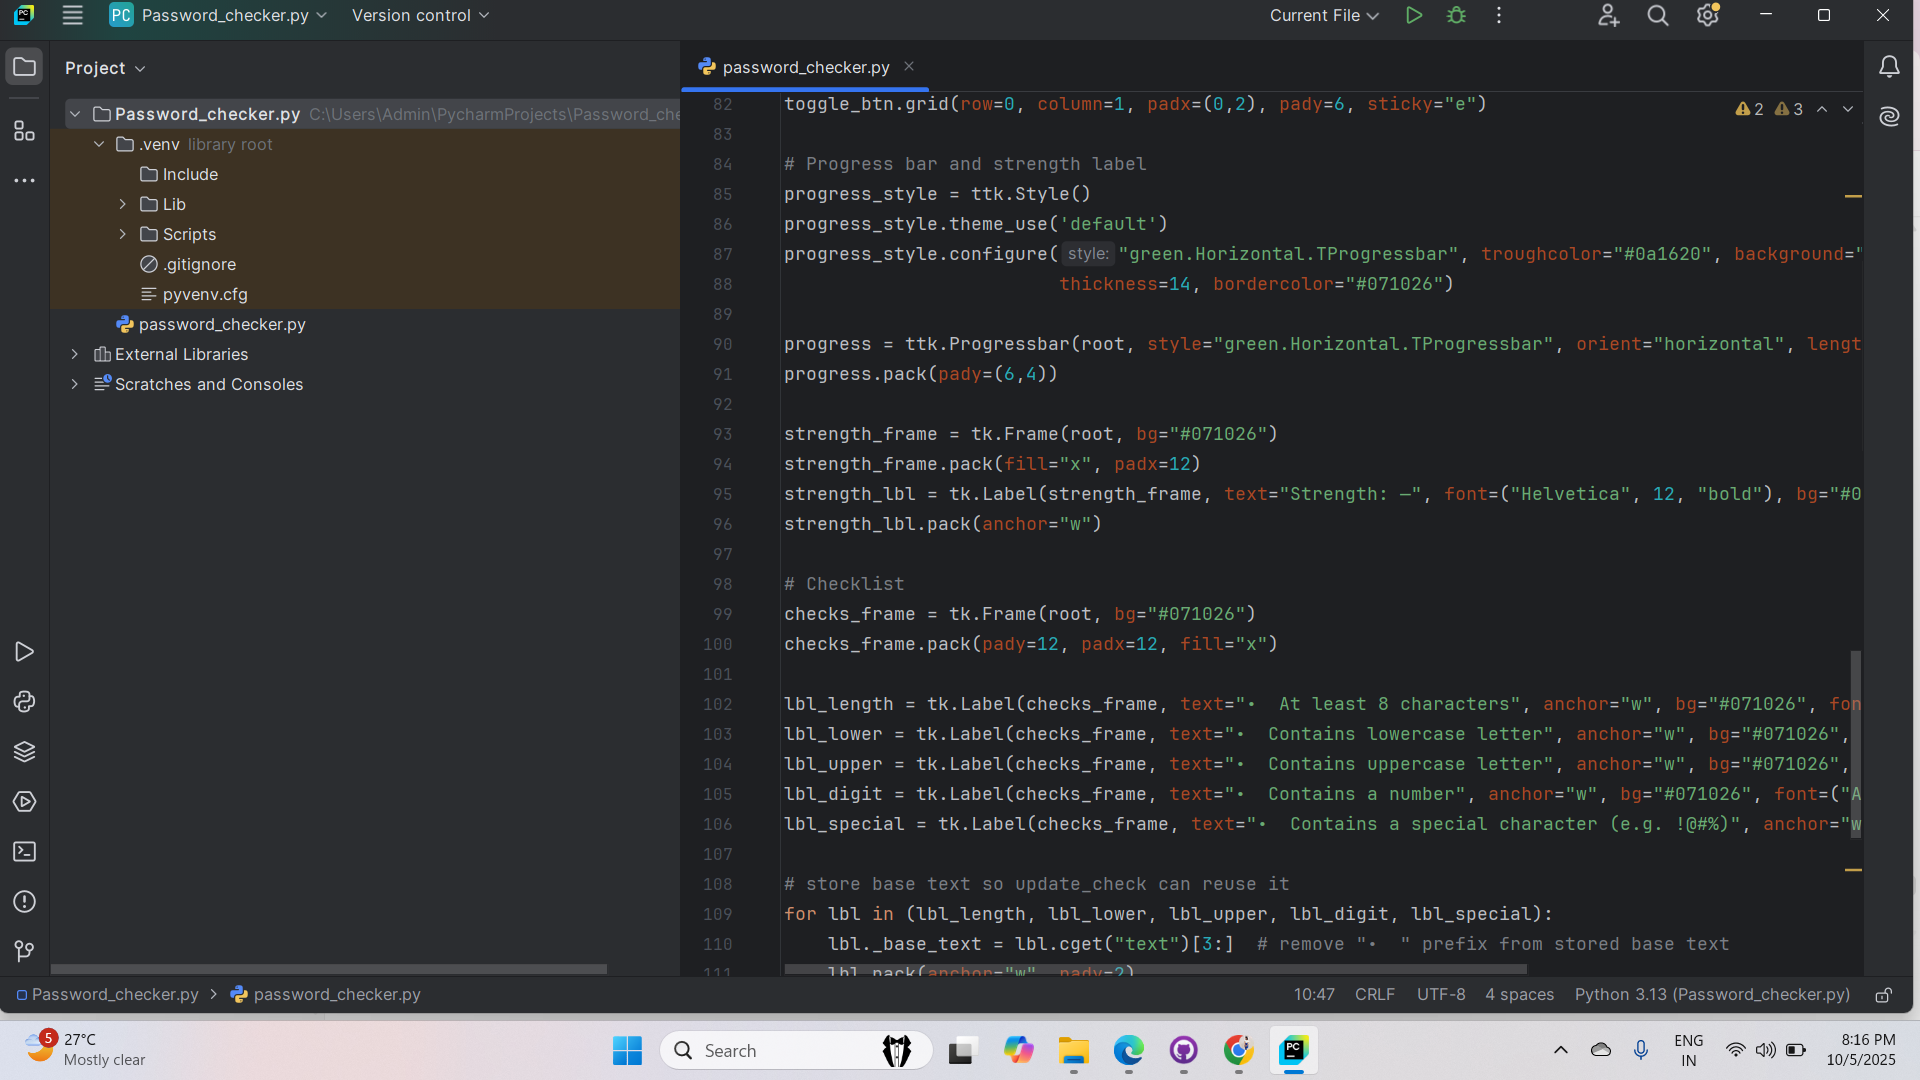 PC Password_checker.py Version control Current File
Project
password_checker.py
Password_checker.py C:\Users\Admin\PycharmProjects\Password_che
.venv library root
Include
Lib
Scripts
.gitignore
pyvenv.cfg
password_checker.py
External Libraries
Scratches and Consoles
2 3
82 toggle_btn.grid(row=0, column=1, padx=(0,2), pady=6, sticky="e")
83
84 # Progress bar and strength label
85 progress_style = ttk.Style()
86 progress_style.theme_use('default')
87 progress_style.configure( style: "green.Horizontal.TProgressbar", troughcolor="#0a1620", background="
88 thickness=14, bordercolor="#071026")
89
90 progress = ttk.Progressbar(root, style="green.Horizontal.TProgressbar", orient="horizontal", lengt
91 progress.pack(pady=(6,4))
92
93 strength_frame = tk.Frame(root, bg="#071026")
94 strength_frame.pack(fill="x", padx=12)
95 strength_lbl = tk.Label(strength_frame, text="Strength: —", font=("Helvetica", 12, "bold"), bg="#0
96 strength_lbl.pack(anchor="w")
97
98 # Checklist
99 checks_frame = tk.Frame(root, bg="#071026")
100 checks_frame.pack(pady=12, padx=12, fill="x")
101
102 lbl_length = tk.Label(checks_frame, text="•  At least 8 characters", anchor="w", bg="#071026", fon
103 lbl_lower = tk.Label(checks_frame, text="•  Contains lowercase letter", anchor="w", bg="#071026",
104 lbl_upper = tk.Label(checks_frame, text="•  Contains uppercase letter", anchor="w", bg="#071026",
105 lbl_digit = tk.Label(checks_frame, text="•  Contains a number", anchor="w", bg="#071026", font=("A
106 lbl_special = tk.Label(checks_frame, text="•  Contains a special character (e.g. !@#%)", anchor="w
107
108 # store base text so update_check can reuse it
109 for lbl in (lbl_length, lbl_lower, lbl_upper, lbl_digit, lbl_special):
110 lbl._base_text = lbl.cget("text")[3:]  # remove "•  " prefix from stored base text
111 lbl.pack(anchor="w", pady=2)
Password_checker.py > password_checker.py 10:47 CRLF UTF-8 4 spaces Python 3.13 (Password_checker.py)
5 27°C
Mostly clear
Search
PC
ENG
IN
8:16 PM
10/5/2025